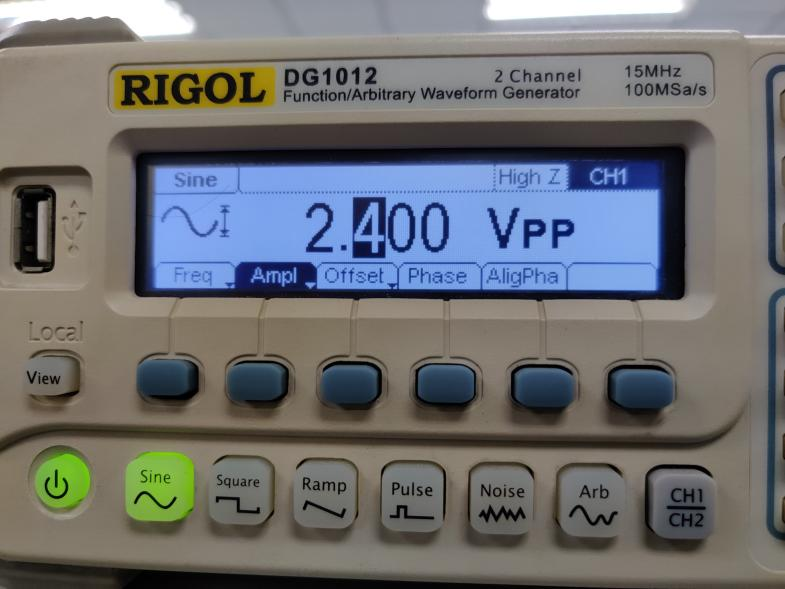 RIGOL DG1012 2 Channel 15MHz
Function/Arbitrary Waveform Generator 100MSa/s
Sine High Z CH1
2.400 VPP
Freq Ampl Offset Phase AligPha
Local
View
Sine Square Ramp Pulse Noise Arb CH1
CH2